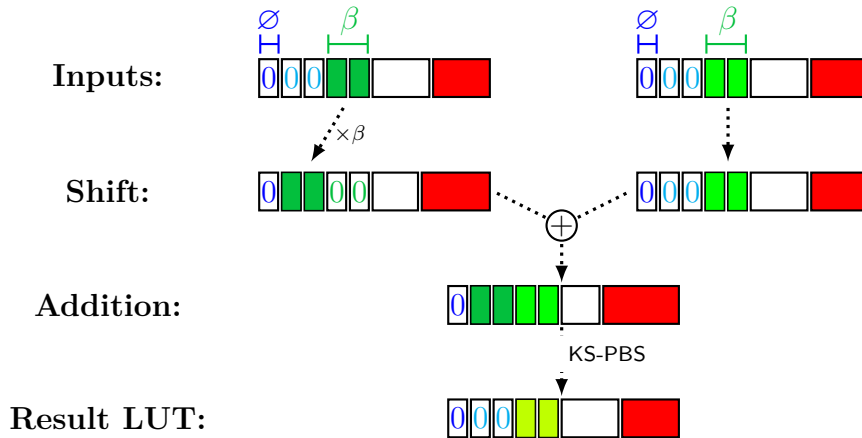 ∅ β ∅ β
Inputs: 0 0 0 0 0 0
×β
Shift: 0 0 0 0 0 0
+
Addition: 0
KS-PBS
Result LUT: 0 0 0